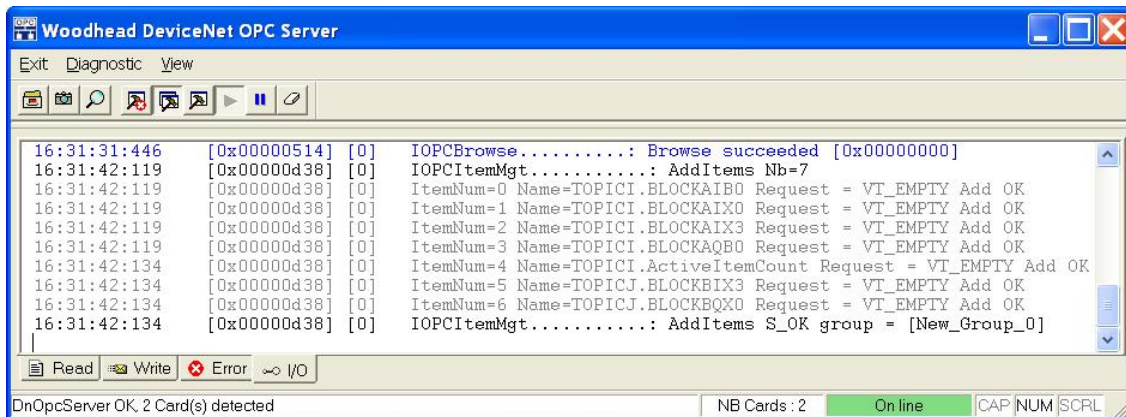 OPC Woodhead DeviceNet OPC Server
Exit Diagnostic View
16:31:31:446 [0x00000514] [0] IOPCBrowse..........: Browse succeeded [0x00000000]
16:31:42:119 [0x00000d38] [0] IOPCItemMgt.........: AddItems Nb=7
16:31:42:119 [0x00000d38] [0] ItemNum=0 Name=TOPICI.BLOCKAIB0 Request = VT_EMPTY Add OK
16:31:42:119 [0x00000d38] [0] ItemNum=1 Name=TOPICI.BLOCKAIX0 Request = VT_EMPTY Add OK
16:31:42:119 [0x00000d38] [0] ItemNum=2 Name=TOPICI.BLOCKAIX3 Request = VT_EMPTY Add OK
16:31:42:119 [0x00000d38] [0] ItemNum=3 Name=TOPICI.BLOCKAQB0 Request = VT_EMPTY Add OK
16:31:42:134 [0x00000d38] [0] ItemNum=4 Name=TOPICI.ActiveItemCount Request = VT_EMPTY Add OK
16:31:42:134 [0x00000d38] [0] ItemNum=5 Name=TOPICJ.BLOCKBIX3 Request = VT_EMPTY Add OK
16:31:42:134 [0x00000d38] [0] ItemNum=6 Name=TOPICJ.BLOCKBQX0 Request = VT_EMPTY Add OK
16:31:42:134 [0x00000d38] [0] IOPCItemMgt.........: AddItems S_OK group = [New_Group_0]
Read Write Error I/O
DnOpcServer OK, 2 Card(s) detected NB Cards : 2 On line CAP NUM SCRL